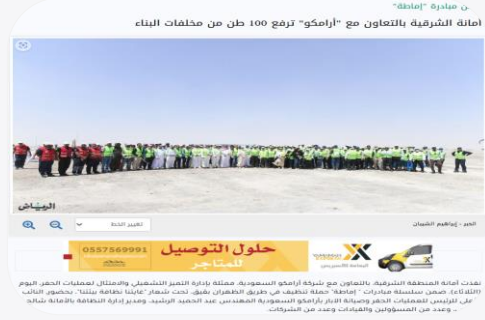 ـن مبادرة "إماطة"
أمانة الشرقية بالتعاون مع "أرامكو" ترفع 100 طن من مخلفات البناء
الرياض
تغيير الخط
الخبر - إبراهيم الشيبان
0557569991
حلول التوصيل
للمتاجر
نفذت أمانة المنطقة الشرقية، بالتعاون مع شركة أرامكو السعودية، ممثلة بإدارة التميز التشغيلي والامتثال لعمليات الحفر، اليوم
(الثلاثاء)، ضمن سلسلة مبادرات "إماطة" حملة تنظيف في طريق الظهران بقيق، تحت شعار "غايتنا نظافة بيئتنا"، بحضور، النائب
على للرئيس للعمليات الحفر وصيانة الآبار بأرامكو السعودية المهندس عبد الحميد الرشيد، ومدير إدارة النظافة بالأمانة
و عدد من المسؤولين والقيادات وعدد من الشركات.